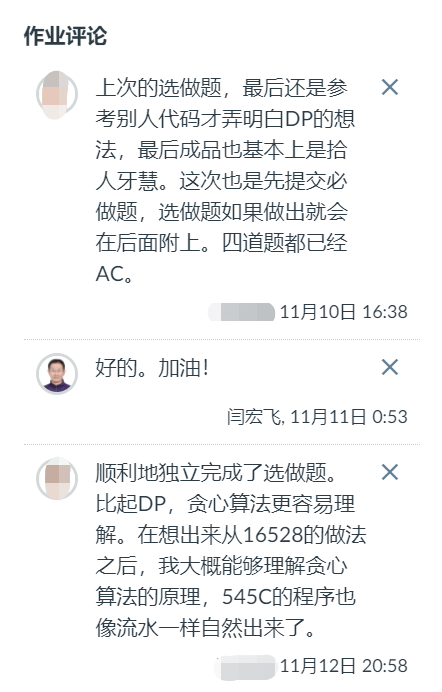 作业评论
上次的选做题，最后还是参
考别人代码才弄明白DP的想
法，最后成品也基本上是拾
人牙慧。这次也是先提交必
做题，选做题如果做出就会
在后面附上。四道题都已经
AC。
11月10日 16:38
好的。加油！
闫宏飞, 11月11日 0:53
顺利地独立完成了选做题。
比起DP，贪心算法更容易理
解。在想出来从16528的做法
之后，我大概能够理解贪心
算法的原理，545C的程序也
像流水一样自然出来了。
11月12日 20:58